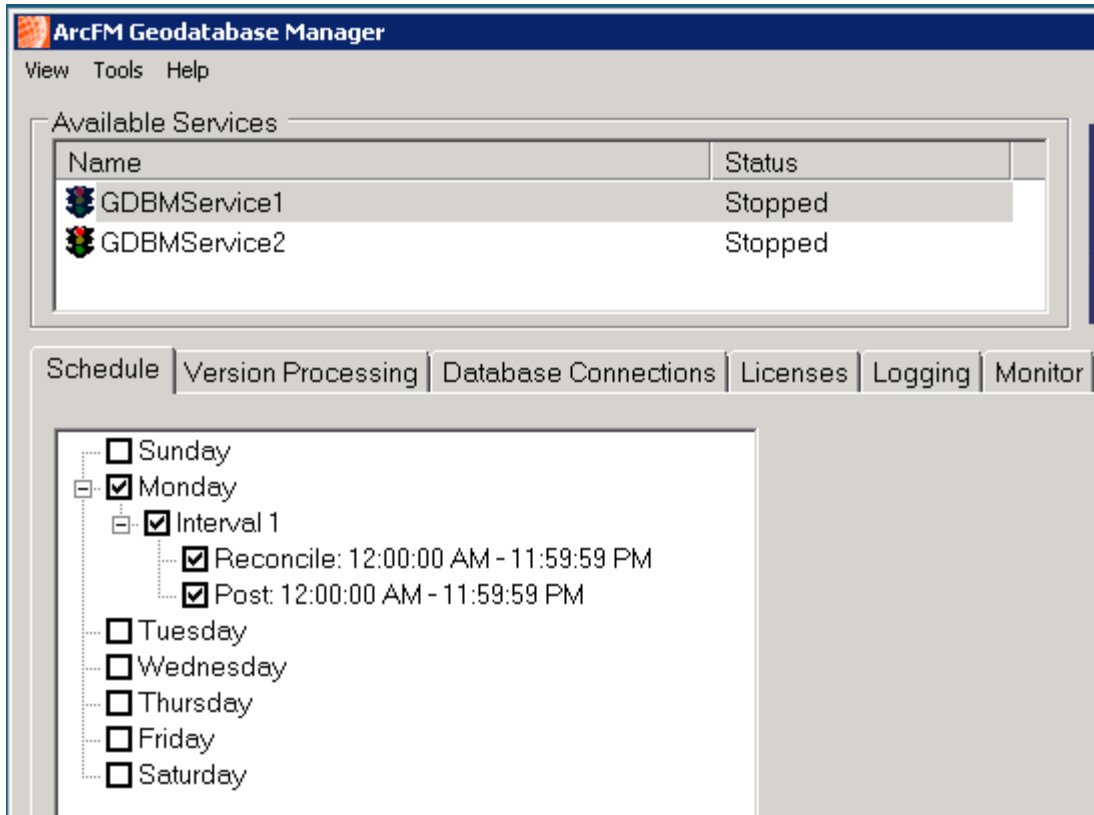 ArcFM Geodatabase Manager
View Tools Help
Available Services
Name Status
GDBMService1 Stopped
GDBMService2 Stopped
Schedule Version Processing Database Connections Licenses Logging Monitor
Sunday
Monday
Interval 1
Reconcile: 12:00:00 AM - 11:59:59 PM
Post: 12:00:00 AM - 11:59:59 PM
Tuesday
Wednesday
Thursday
Friday
Saturday